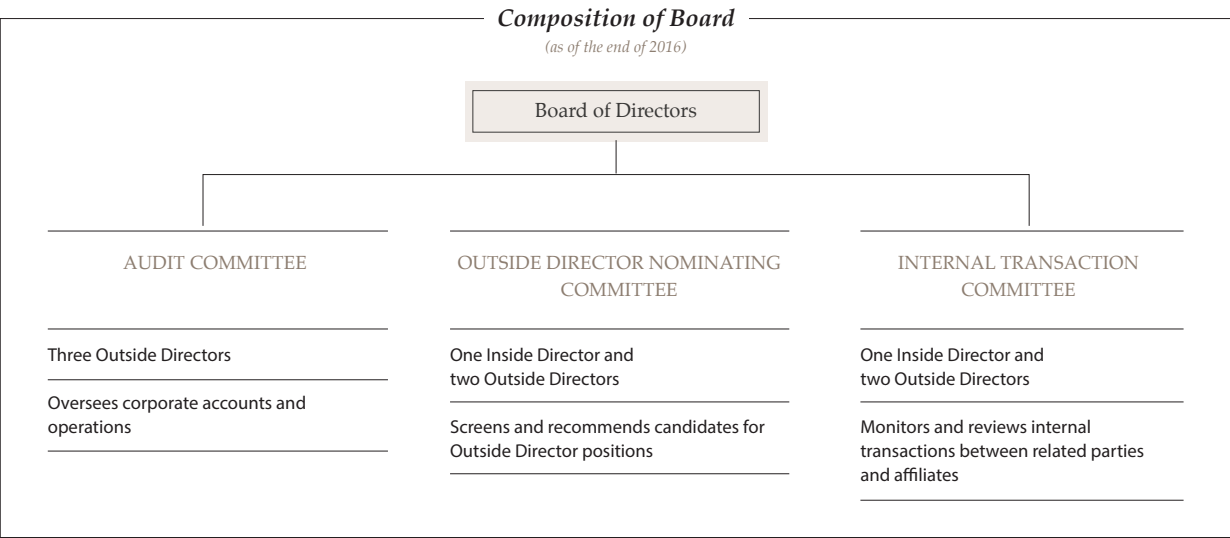 Composition of Board
(as of the end of 2016)
Board of Directors
AUDIT COMMITTEE
Three Outside Directors
Oversees corporate accounts and
operations
OUTSIDE DIRECTOR NOMINATING
COMMITTEE
One Inside Director and
two Outside Directors
Screens and recommends candidates for
Outside Director positions
INTERNAL TRANSACTION
COMMITTEE
One Inside Director and
two Outside Directors
Monitors and reviews internal
transactions between related parties
and affiliates